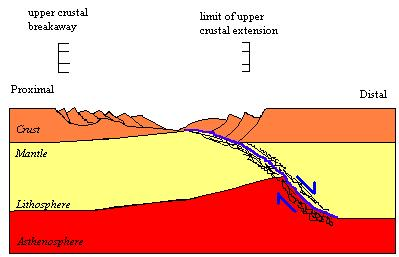 upper crustal
breakaway
limit of upper
crustal extension
Proximal
Distal
Crust
Mantle
Lithosphere
Asthenosphere